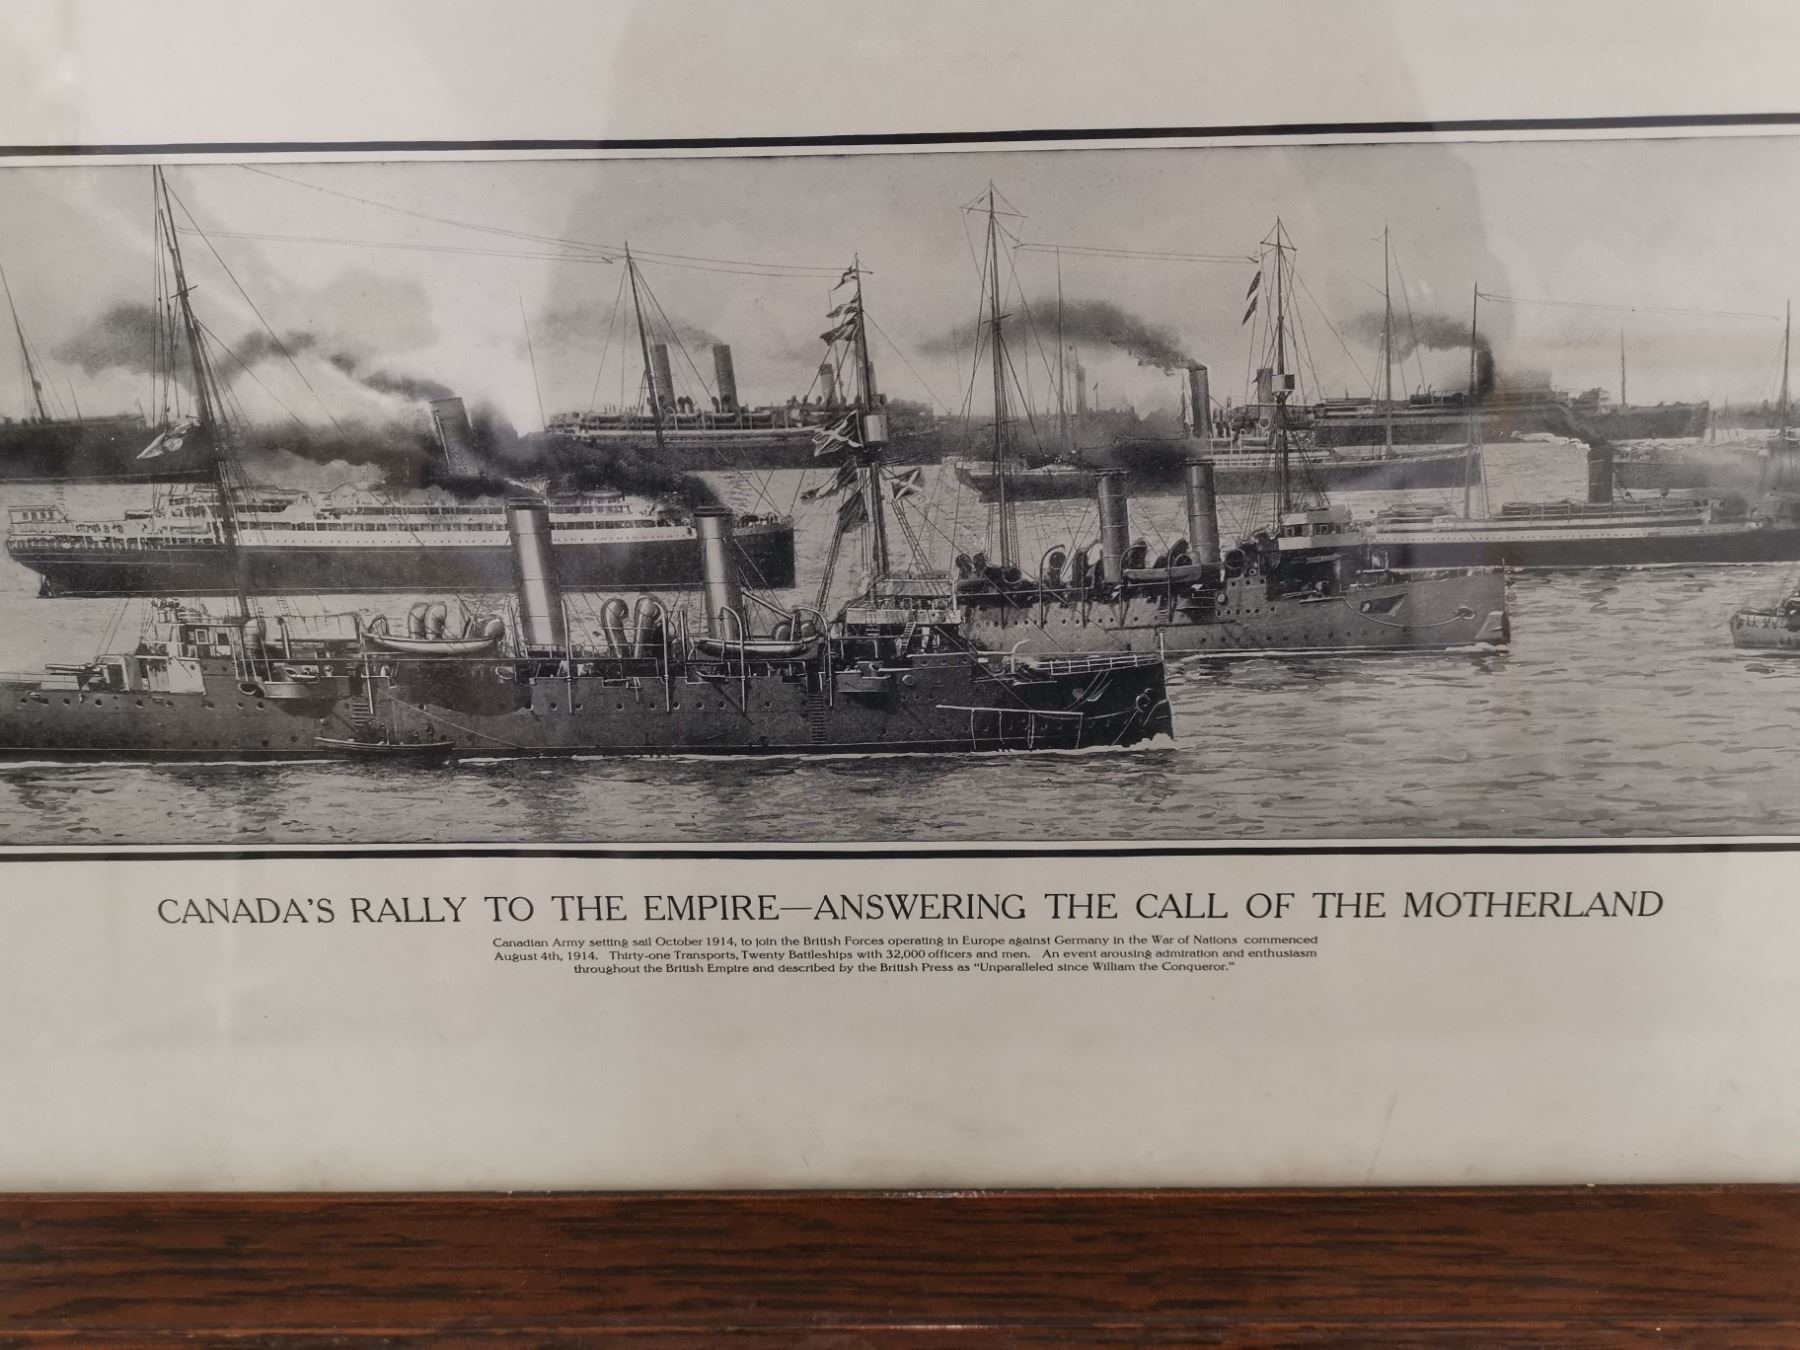 CANADA'S RALLY TO THE EMPIRE—ANSWERING THE CALL OF THE MOTHERLAND
Canadian Army setting sail October 1914, to join the British Forces operating in Europe against Germany in the War of Nations commenced
August 4th, 1914. Thirty-one Transports, Twenty Battleships with 32,000 officers and men. An event arousing admiration and enthusiasm
throughout the British Empire and described by the British Press as "Unparalleled since William the Conqueror."